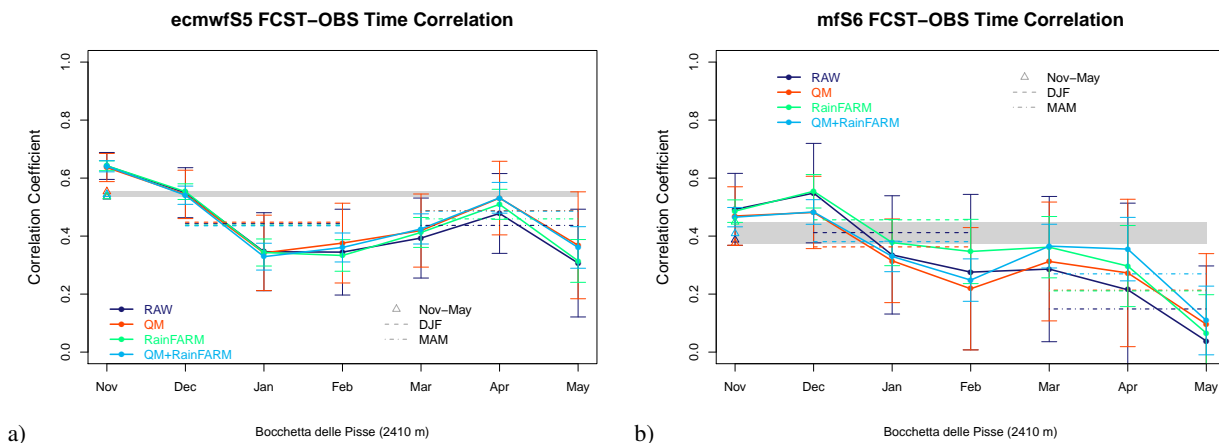 ecmwfS5 FCST−OBS Time Correlation
Correlation Coefficient
1.0
0.8
0.6
0.4
0.2
0.0
RAW
QM
RainFARM
QM+RainFARM
Nov−May
DJF
MAM
Nov Dec Jan Feb Mar Apr May
Bocchetta delle Pisse (2410 m)
a)
mfS6 FCST−OBS Time Correlation
Correlation Coefficient
1.0
0.8
0.6
0.4
0.2
0.0
RAW
QM
RainFARM
QM+RainFARM
Nov−May
DJF
MAM
Nov Dec Jan Feb Mar Apr May
Bocchetta delle Pisse (2410 m)
b)